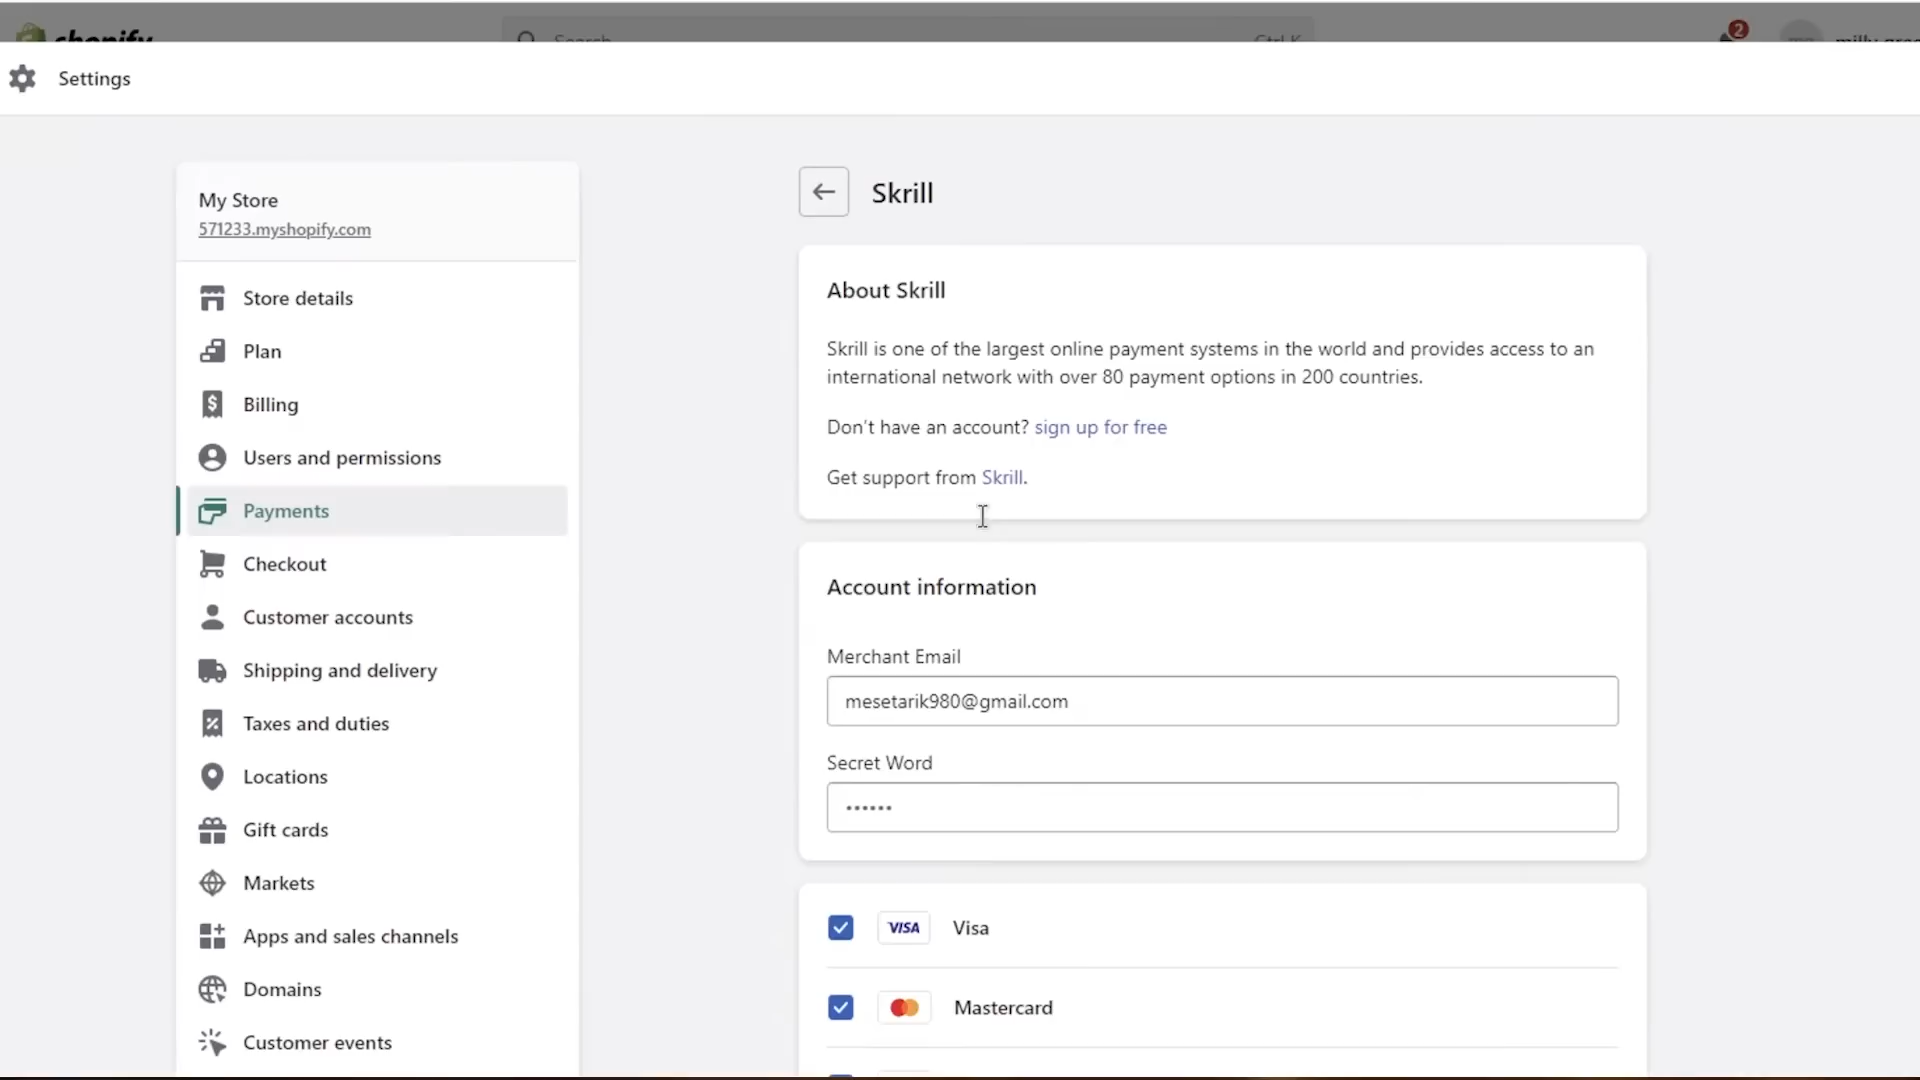 shopify
Search
Ctrl K
2
Settings
My Store
571233.myshopify.com
Store details
Plan
Billing
Users and permissions
Payments
Checkout
Customer accounts
Shipping and delivery
Taxes and duties
Locations
Gift cards
Markets
Apps and sales channels
Domains
Customer events
Skrill
About Skrill
Skrill is one of the largest online payment systems in the world and provides access to an
international network with over 80 payment options in 200 countries.
Don't have an account? sign up for free
Get support from Skrill.
Account information
Merchant Email
mesetarik980@gmail.com
Secret Word
••••••
VISA Visa
Mastercard